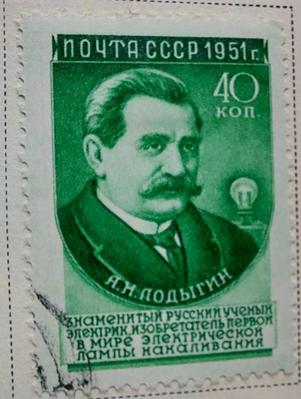 ПОЧТА СССР 1951 г.
40
КОП.
А.Н.ЛОДЫГИН
ЗНАМЕНИТЫЙ РУССКИЙ УЧЕНЫЙ
ЭЛЕКТРИК, ИЗОБРЕТАТЕЛЬ ПЕРВОЙ
В МИРЕ ЭЛЕКТРИЧЕСКОЙ
ЛАМПЫ НАКАЛИВАНИЯ